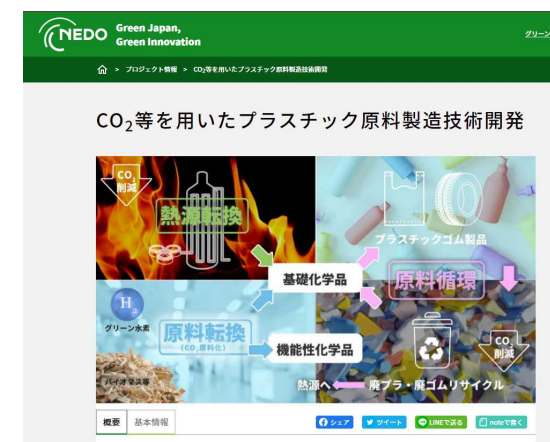 NEDO
Green Japan,
Green Innovation
グリーン
> プロジェクト情報 > CO₂等を用いたプラスチック原料製造技術開発
CO₂等を用いたプラスチック原料製造技術開発
CO₂
削減
熱源転換
プラスチックゴム製品
基礎化学品
原料循環
H₂
グリーン水素
原料転換
(CO₂原料化)
機能性化学品
CO₂
削減
バイオマス等
熱源へ
廃プラ・廃ゴムリサイクル
概要
基本情報
シェア
ツイート
LINEで送る
noteで書く